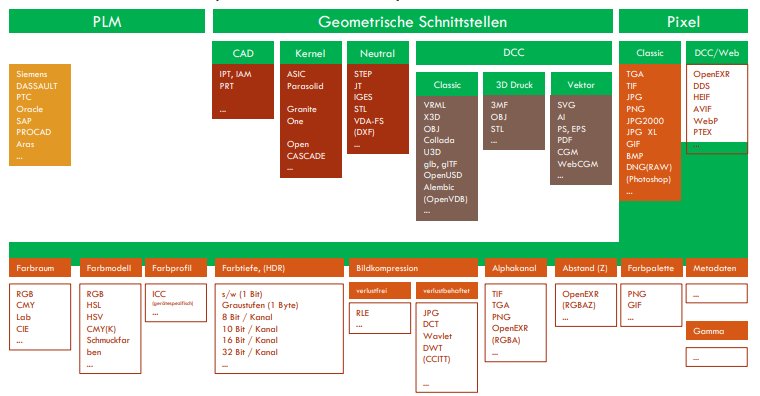 PLM
Geometrische Schnittstellen
Pixel
CAD
Kernel
Neutral
DCC
Classic
DCC/Web
Siemens
DASSAULT
PTC
Oracle
SAP
PROCAD
Aras
...
IPT, IAM
PRT
...
ASIC
Parasolid
Granite
One
Open
CASCADE
...
STEP
JT
IGES
STL
VDA-FS
(DXF)
...
Classic
VRML
X3D
OBJ
Collada
U3D
glb, glTF
OpenUSD
Alembic
(OpenVDB)
...
3D Druck
3MF
OBJ
STL
...
Vektor
SVG
AI
PS, EPS
PDF
CGM
WebCGM
...
TGA
TIF
JPG
PNG
JPG2000
JPG XL
GIF
BMP
DNG(RAW)
(Photoshop)
...
OpenEXR
DDS
HEIF
AVIF
WebP
PTEX
...
Farbraum
RGB
CMY
Lab
CIE
...
Farbmodell
RGB
HSL
HSV
CMY(K)
Schmuckfar
ben
...
Farbprofil
ICC
(gerätespezifisch)
...
Farbtiefe, (HDR)
s/w (1 Bit)
Graustufen (1 Byte)
8 Bit / Kanal
10 Bit / Kanal
16 Bit / Kanal
32 Bit / Kanal
...
Bildkompression
verlustfrei
RLE
...
verlustbehaftet
JPG
DCT
Wavlet
DWT
(CCITT)
...
Alphakanal
TIF
TGA
PNG
OpenEXR
(RGBA)
...
Abstand (Z)
OpenEXR
(RGBAZ)
...
Farbpalette
PNG
GIF
...
Metadaten
...
Gamma
...